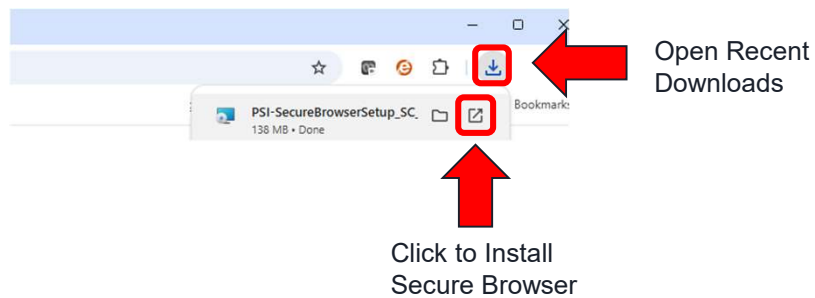 Open Recent
Downloads
Bookmarks
PSI-SecureBrowserSetup_SC_
138 MB • Done
Click to Install
Secure Browser